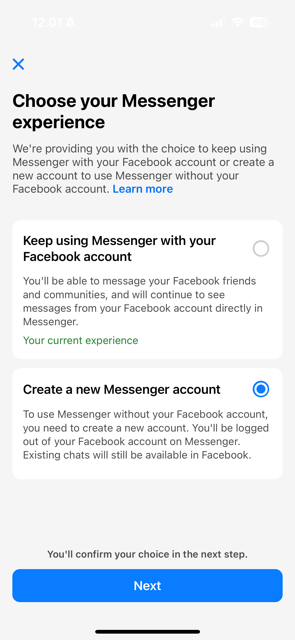 12:01
Choose your Messenger
experience
We're providing you with the choice to keep using
Messenger with your Facebook account or create a
new account to use Messenger without your
Facebook account. Learn more
Keep using Messenger with your
Facebook account
You'll be able to message your Facebook friends
and communities, and will continue to see
messages from your Facebook account directly in
Messenger.
Your current experience
Create a new Messenger account
To use Messenger without your Facebook account,
you need to create a new account. You'll be logged
out of your Facebook account on Messenger.
Existing chats will still be available in Facebook.
You'll confirm your choice in the next step.
Next